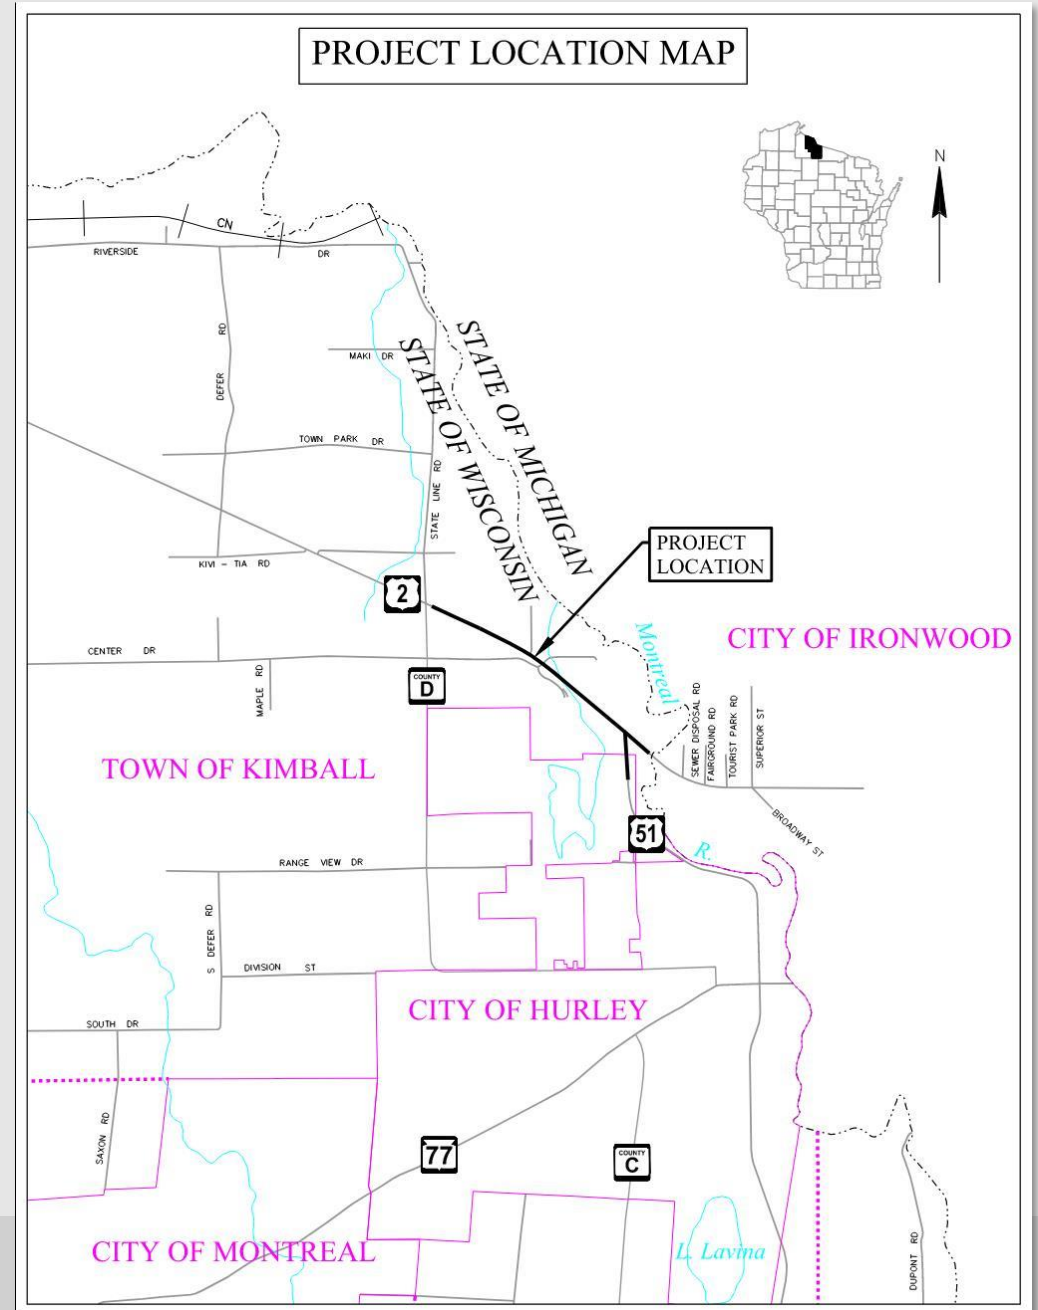 PROJECT LOCATION MAP
N
CN
RIVERSIDE DR
DEFER RD
MAKI DR
STATE OF MICHIGAN
STATE OF WISCONSIN
TOWN PARK DR
STATE LINE RD
PROJECT
LOCATION
KIVI - TIA RD
2
CITY OF IRONWOOD
Montreal
CENTER DR
MAPLE RD
COUNTY
D
SEWER DISPOSAL RD
FAIRGROUND RD
TOURIST PARK RD
SUPERIOR ST
TOWN OF KIMBALL
BROADWAY ST
51
R.
RANGE VIEW DR
S DEFER RD
DIVISION ST
CITY OF HURLEY
SOUTH DR
SAXON RD
77
COUNTY
C
CITY OF MONTREAL
L. Lavina
DUPONT RD